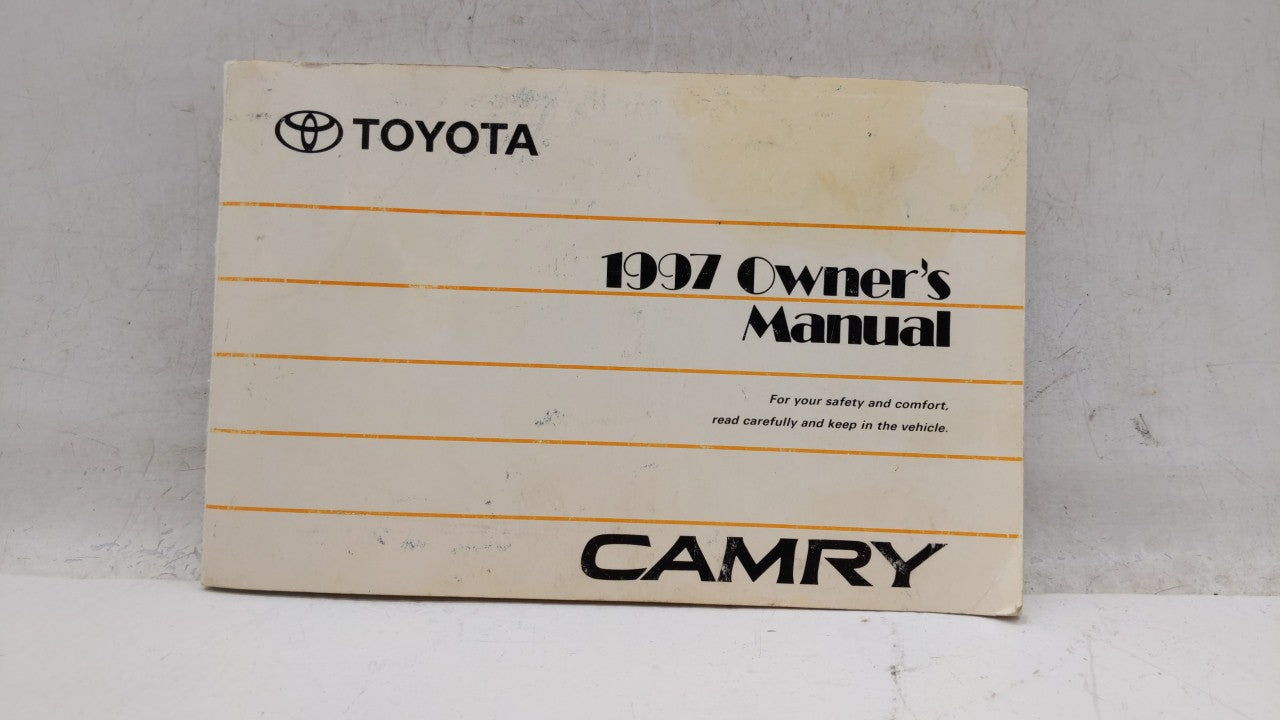 TOYOTA
1997 Owner's
Manual
For your safety and comfort,
read carefully and keep in the vehicle.
CAMRY